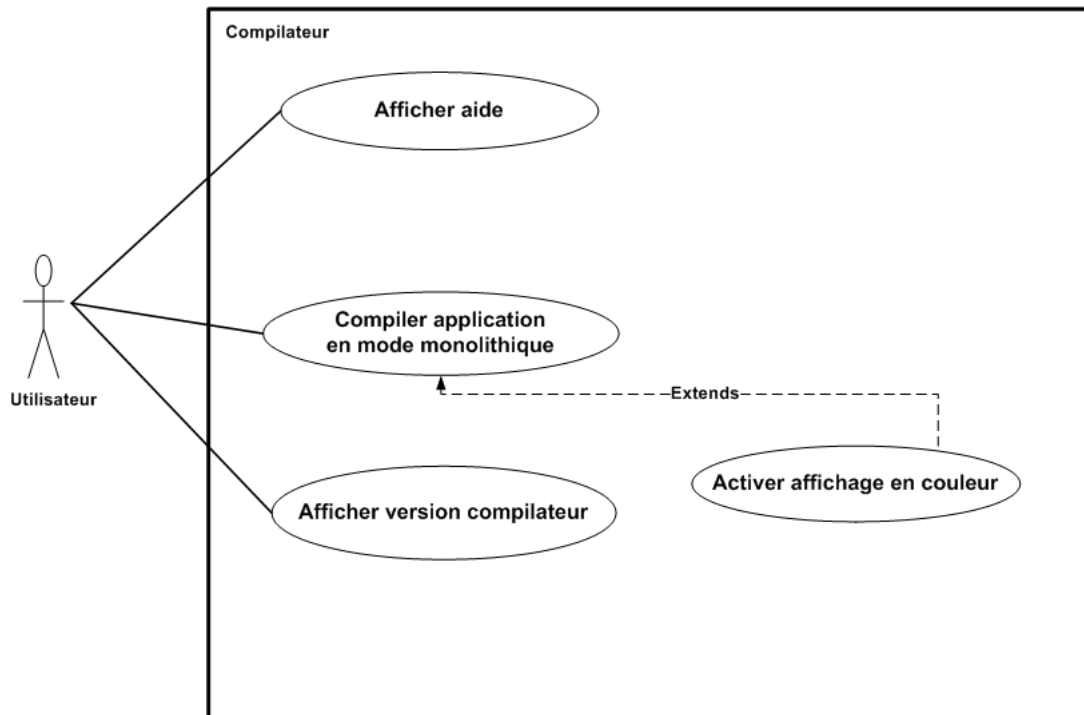 Compilateur
Afficher aide
Compiler application
en mode monolithique
Extends
Utilisateur
Activer affichage en couleur
Afficher version compilateur